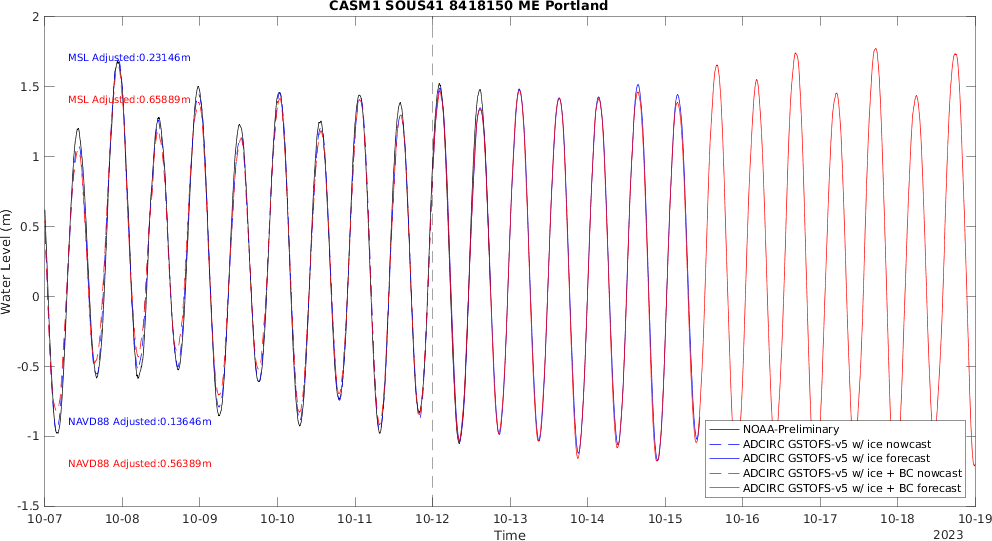 CASM1 SOUS41 8418150 ME Portland
2
1.5
1
0.5
0
-0.5
-1
-1.5
Water Level (m)
MSL Adjusted:0.23146m
MSL Adjusted:0.65889m
NAVD88 Adjusted:0.13646m
NAVD88 Adjusted:0.56389m
NOAA-Preliminary
ADCIRC GSTOFS-v5 w/ ice nowcast
ADCIRC GSTOFS-v5 w/ ice forecast
ADCIRC GSTOFS-v5 w/ ice + BC nowcast
ADCIRC GSTOFS-v5 w/ ice + BC forecast
10-07 10-08 10-09 10-10 10-11 10-12 10-13 10-14 10-15 10-16 10-17 10-18 10-19
Time
2023